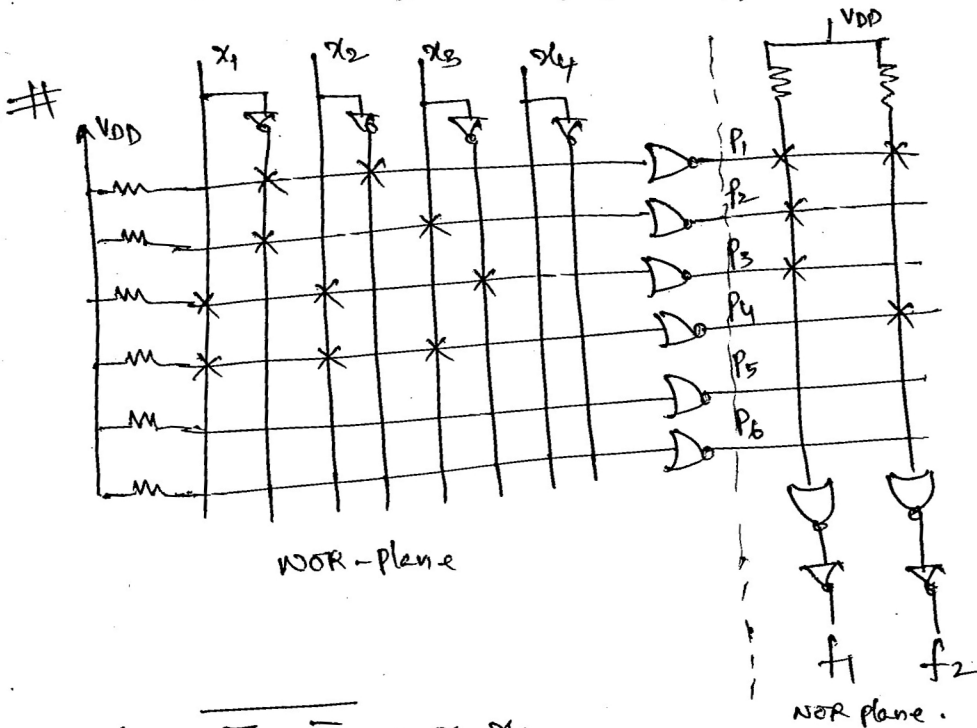 #
x1 x2 x3 x4
VDD
VDD
P1
P2
P3
P4
P5
P6
NOR-plane
f1 f2
NOR plane.